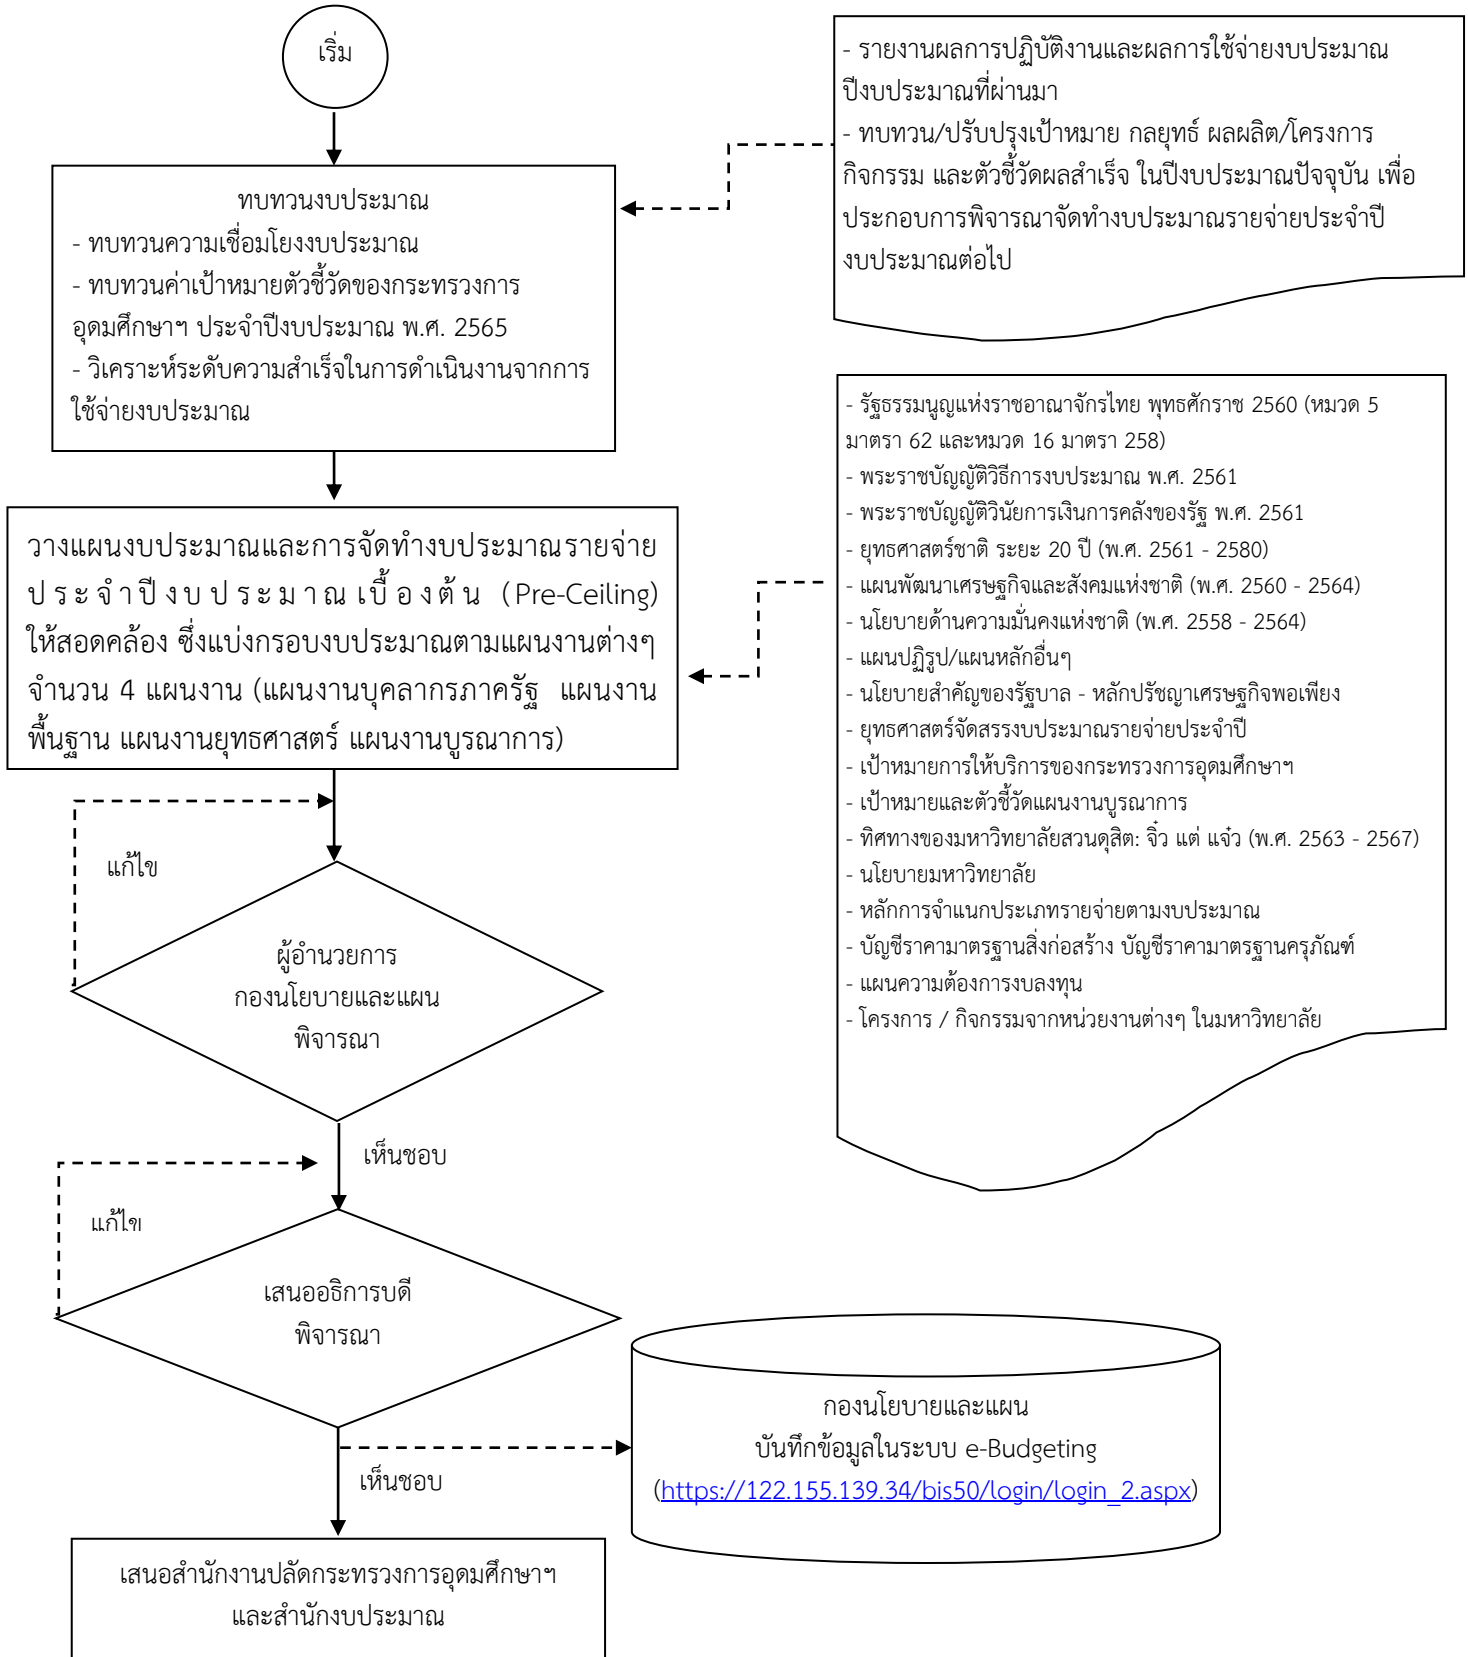 เริ่ม
- รายงานผลการปฏิบัติงานและผลการใช้จ่ายงบประมาณ
ปีงบประมาณที่ผ่านมา
- ทบทวน/ปรับปรุงเป้าหมาย กลยุทธ์ ผลผลิต/โครงการ
กิจกรรม และตัวชี้วัดผลสำเร็จ ในปีงบประมาณปัจจุบัน เพื่อ
ประกอบการพิจารณาจัดทำงบประมาณรายจ่ายประจำปี
งบประมาณต่อไป
ทบทวนงบประมาณ
- ทบทวนความเชื่อมโยงงบประมาณ
- ทบทวนค่าเป้าหมายตัวชี้วัดของกระทรวงการ
อุดมศึกษาฯ ประจำปีงบประมาณ พ.ศ. 2565
- วิเคราะห์ระดับความสำเร็จในการดำเนินงานจากการ
ใช้จ่ายงบประมาณ
- รัฐธรรมนูญแห่งราชอาณาจักรไทย พุทธศักราช 2560 (หมวด 5
มาตรา 62 และหมวด 16 มาตรา 258)
- พระราชบัญญัติวิธีการงบประมาณ พ.ศ. 2561
- พระราชบัญญัติวินัยการเงินการคลังของรัฐ พ.ศ. 2561
- ยุทธศาสตร์ชาติ ระยะ 20 ปี (พ.ศ. 2561 - 2580)
- แผนพัฒนาเศรษฐกิจและสังคมแห่งชาติ (พ.ศ. 2560 - 2564)
- นโยบายด้านความมั่นคงแห่งชาติ (พ.ศ. 2558 - 2564)
- แผนปฏิรูป/แผนหลักอื่นๆ
- นโยบายสำคัญของรัฐบาล - หลักปรัชญาเศรษฐกิจพอเพียง
- ยุทธศาสตร์จัดสรรงบประมาณรายจ่ายประจำปี
- เป้าหมายการให้บริการของกระทรวงการอุดมศึกษาฯ
- เป้าหมายและตัวชี้วัดแผนงานบูรณาการ
- ทิศทางของมหาวิทยาลัยสวนดุสิต: จิ๋ว แต่ แจ๋ว (พ.ศ. 2563 - 2567)
- นโยบายมหาวิทยาลัย
- หลักการจำแนกประเภทรายจ่ายตามงบประมาณ
- บัญชีราคามาตรฐานสิ่งก่อสร้าง บัญชีราคามาตรฐานครุภัณฑ์
- แผนความต้องการงบลงทุน
- โครงการ / กิจกรรมจากหน่วยงานต่างๆ ในมหาวิทยาลัย
วางแผนงบประมาณและการจัดทำงบประมาณรายจ่าย
ประจำปีงบประมาณเบื้องต้น (Pre-Ceiling)
ให้สอดคล้อง ซึ่งแบ่งกรอบงบประมาณตามแผนงานต่างๆ
จำนวน 4 แผนงาน (แผนงานบุคลากรภาครัฐ แผนงาน
พื้นฐาน แผนงานยุทธศาสตร์ แผนงานบูรณาการ)
แก้ไข
ผู้อำนวยการ
กองนโยบายและแผน
พิจารณา
เห็นชอบ
แก้ไข
เสนออธิการบดี
พิจารณา
กองนโยบายและแผน
บันทึกข้อมูลในระบบ e-Budgeting
(https://122.155.139.34/bis50/login/login_2.aspx)
เห็นชอบ
เสนอสำนักงานปลัดกระทรวงการอุดมศึกษาฯ
และสำนักงบประมาณ